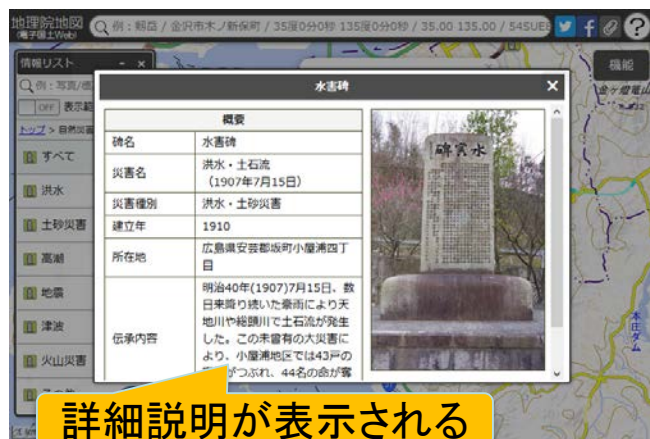 地理院地図
(電子国土Web)
例：剱岳 / 金沢市木ノ新保町 / 35度0分0秒 135度0分0秒 / 35.00 135.00 / 54SUE
情報リスト
- ×
機能
OFF 表示範
トップ > 自然災害
すべて
洪水
土砂災害
高潮
地震
津波
火山災害
水害碑
×
概要
碑名 水害碑
災害名 洪水・土石流
（1907年7月15日）
災害種別 洪水・土砂災害
建立年 1910
所在地 広島県安芸郡坂町小屋浦四丁
目
伝承内容 明治40年(1907)7月15日、数
日来降り続いた豪雨により天
地川や総頭川で土石流が発生
した。この未曾有の大災害に
より、小屋浦地区では43戸の
がつぶれ、44名の命が奪
碑害水
本庄ダム
詳細説明が表示される